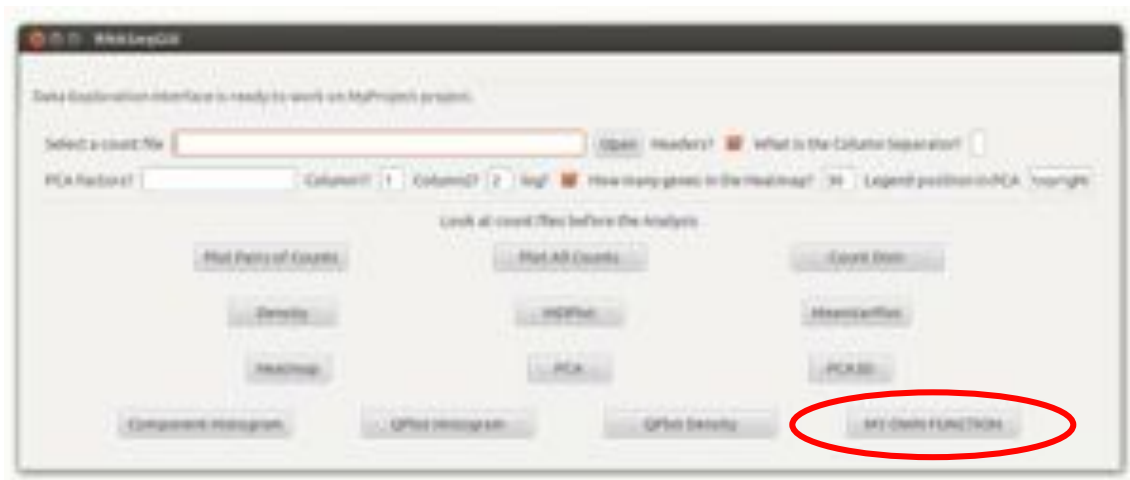 RNASeqGUI
Data Exploration Interface is ready to work on MyProject project.
Select a count file Open Headers? What is the Column Separator?
PCA Factors? Column1? 1 Column2? 2 log? How many genes in the Heatmap? Legend position in PCA topright
Look at count files before the Analysis
Plot Pairs of Counts Plot All Counts Count Distr
Density MDPlot MeanVarPlot
Heatmap PCA PCA3D
Component Histogram QPlot Histogram QPlot Density MY OWN FUNCTION